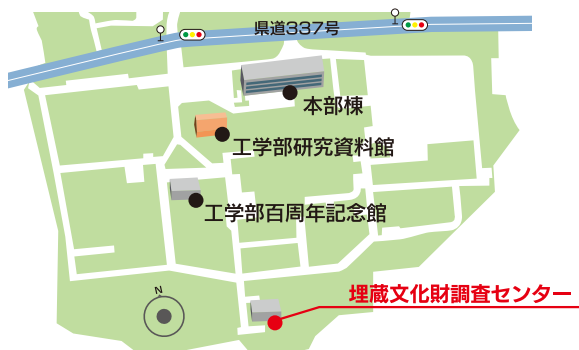 県道337号
本部棟
工学部研究資料館
工学部百周年記念館
N
埋蔵文化財調査センター